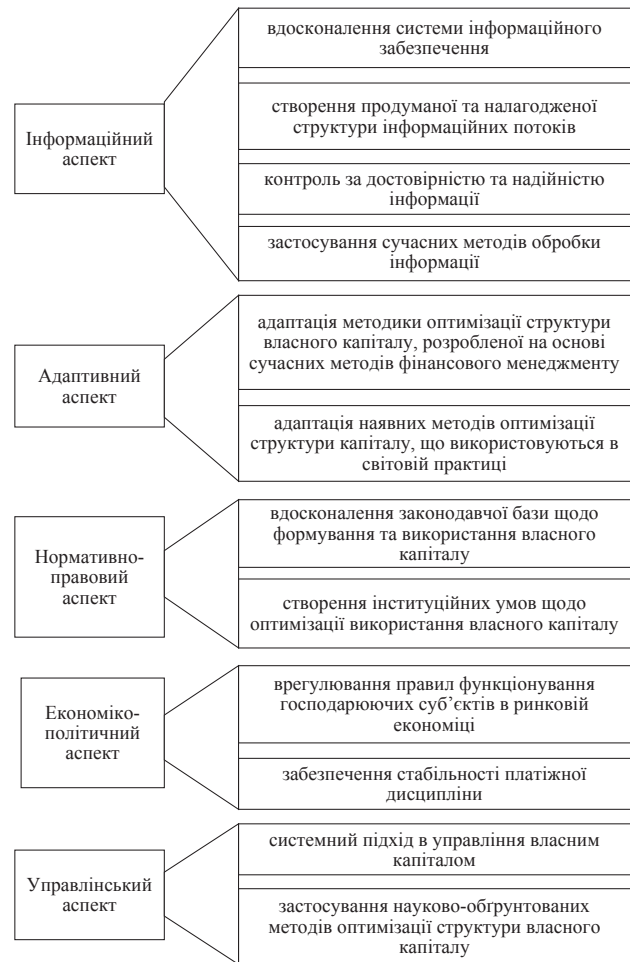 Інформаційний
аспект
вдосконалення системи інформаційного
забезпечення
створення продуманої та налагодженої
структури інформаційних потоків
контроль за достовірністю та надійністю
інформації
застосування сучасних методів обробки
інформації
Адаптивний
аспект
адаптація методики оптимізації структури
власного капіталу, розробленої на основі
сучасних методів фінансового менеджменту
адаптація наявних методів оптимізації
структури капіталу, що використовуються в
світовій практиці
Нормативно-
правовий
аспект
вдосконалення законодавчої бази щодо
формування та використання власного
капіталу
створення інституційних умов щодо
оптимізації використання власного капіталу
Економіко-
політичний
аспект
врегулювання правил функціонування
господарюючих суб’єктів в ринковій
економіці
забезпечення стабільності платіжної
дисципліни
Управлінський
аспект
системний підхід в управління власним
капіталом
застосування науково-обґрунтованих
методів оптимізації структури власного
капіталу